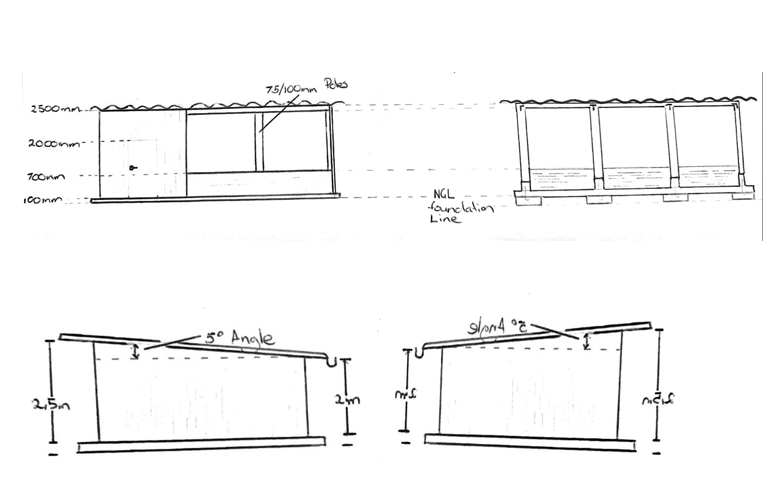 75/100mm Poles
2500mm
2000mm
700mm
100mm
NGL
foundation
Line
5° Angle
2,5m
2m
5° Angle
2m
2,5m